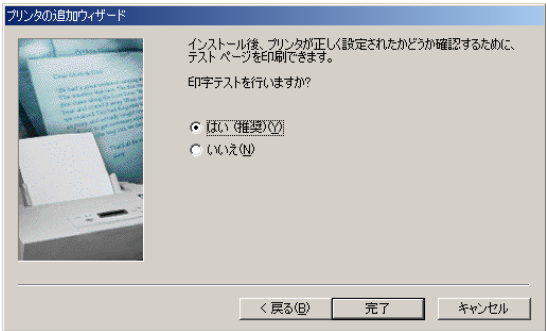 プリンタの追加ウィザード
インストール後、プリンタが正しく設定されたかどうか確認するために、
テスト ページを印刷できます。
印字テストを行いますか?
はい (推奨)(Y)
いいえ(N)
< 戻る(B)
完了
キャンセル